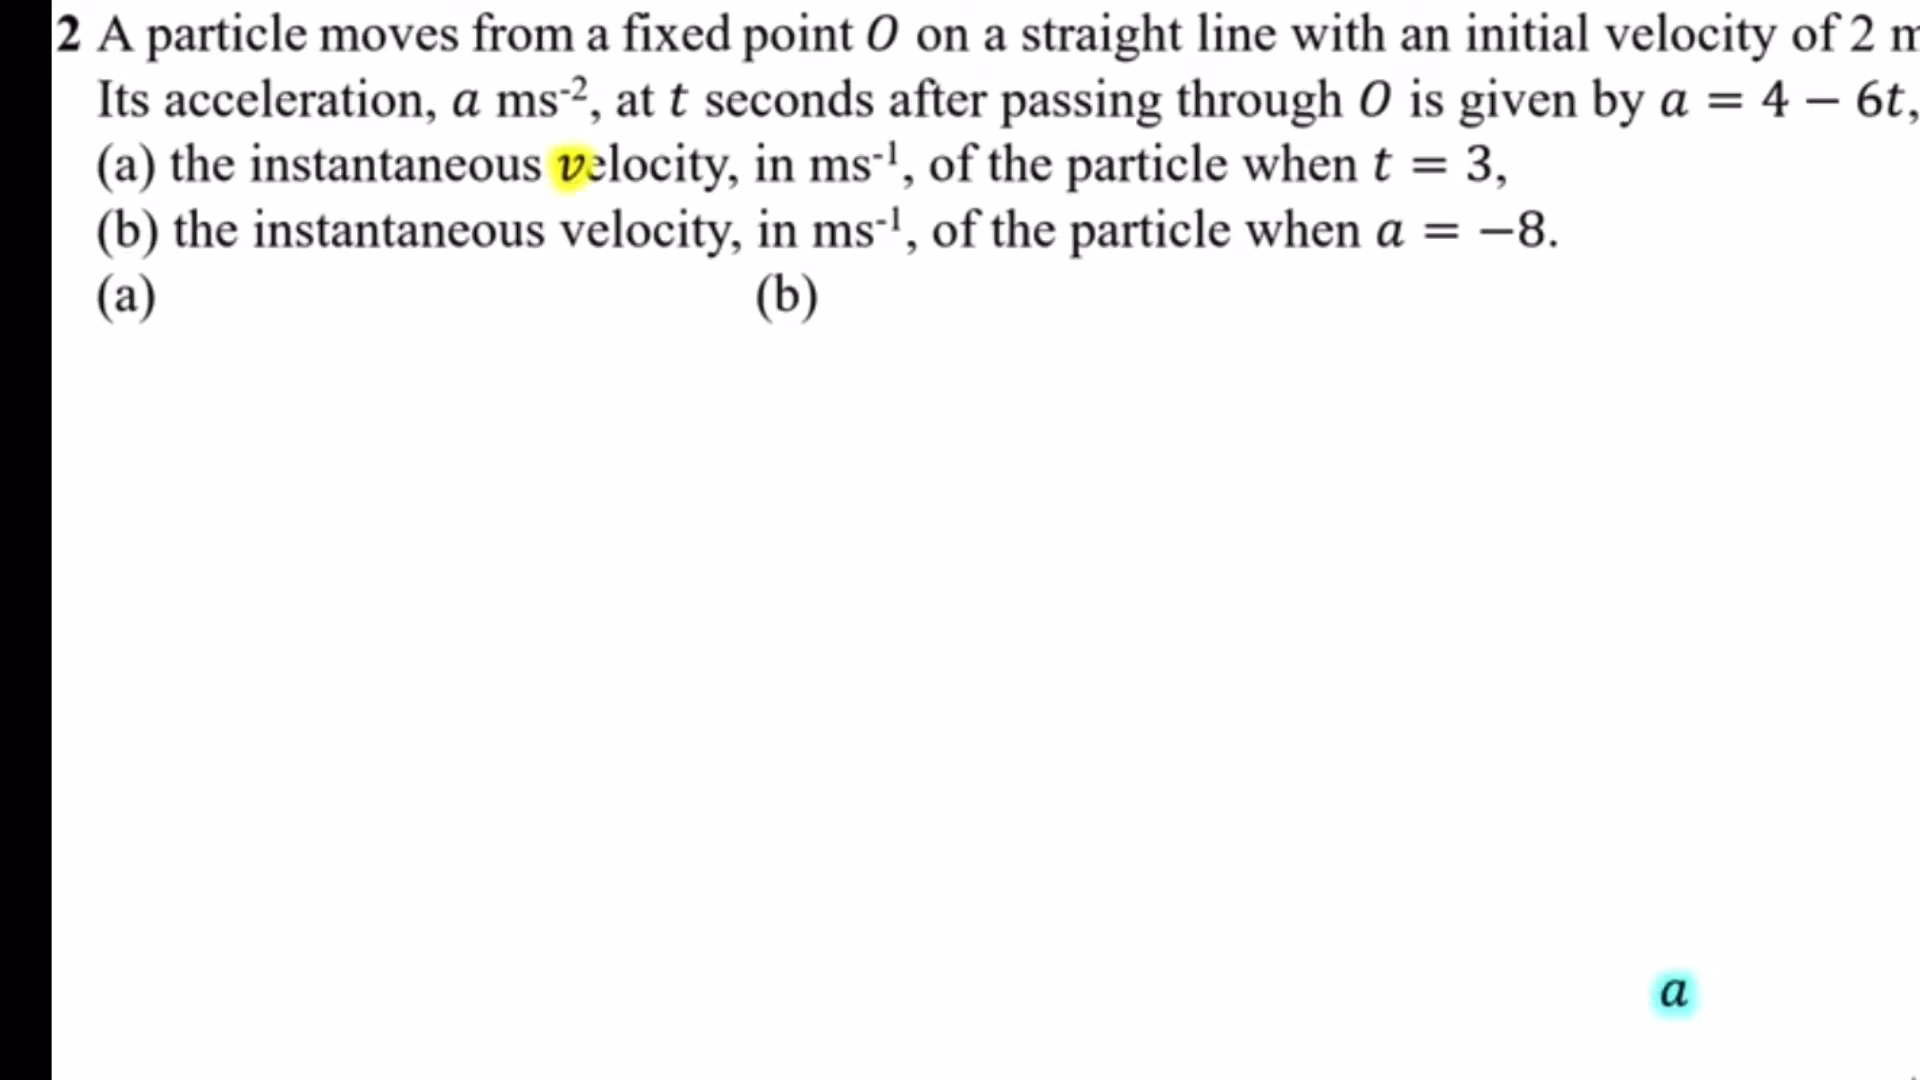 2 A particle moves from a fixed point O on a straight line with an initial velocity of 2 m
Its acceleration, a ms⁻², at t seconds after passing through O is given by a = 4 − 6t,
(a) the instantaneous velocity, in ms⁻¹, of the particle when t = 3,
(b) the instantaneous velocity, in ms⁻¹, of the particle when a = −8.
(a) (b)
a